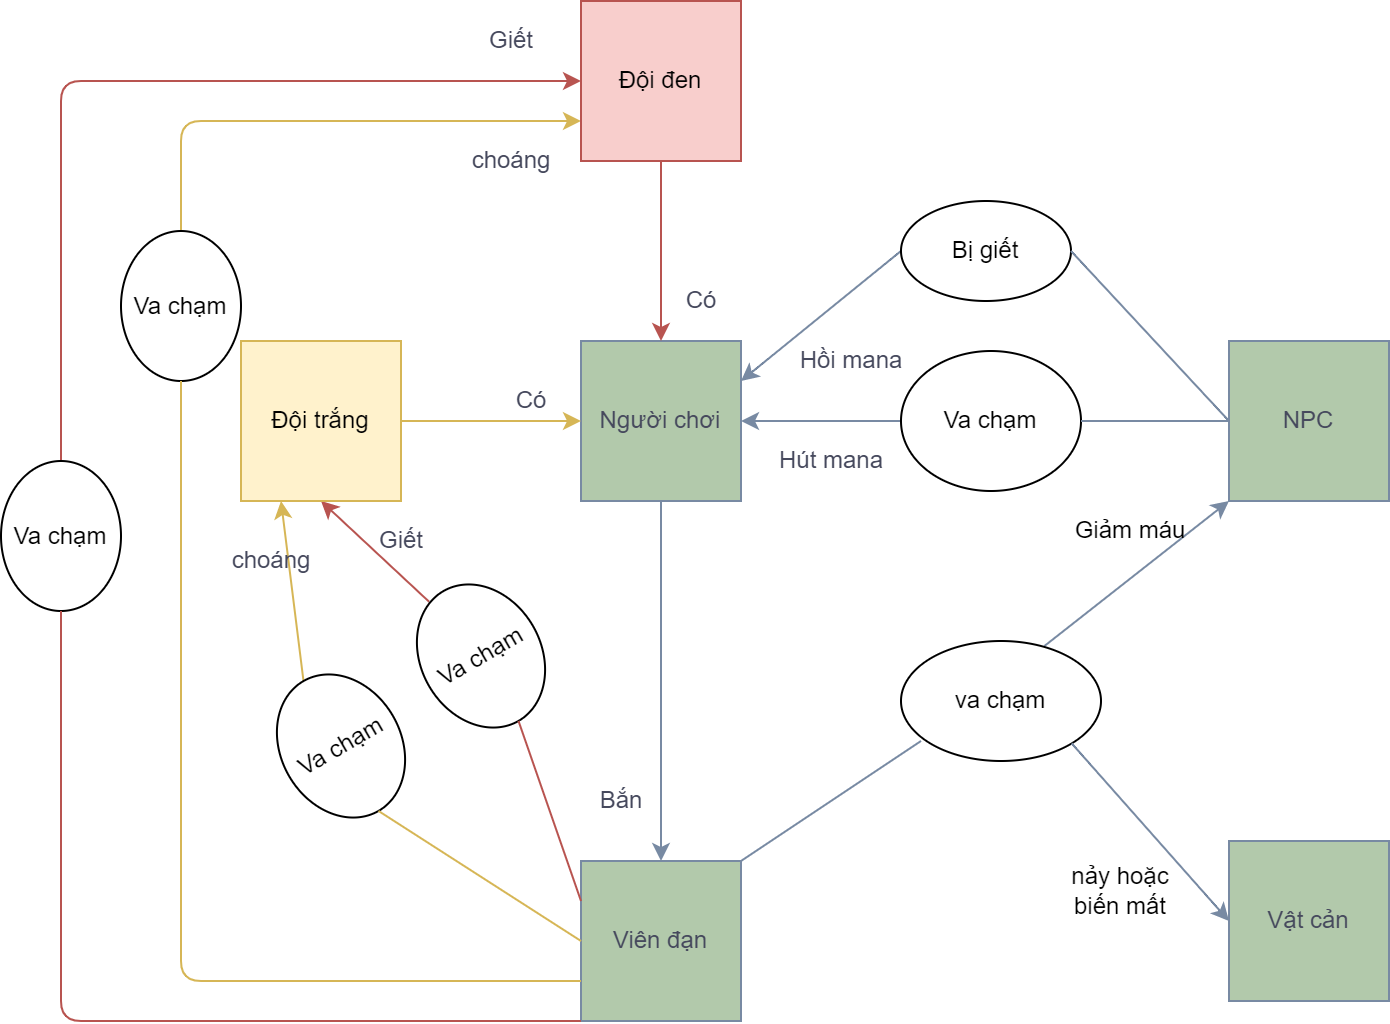 Giết
Đội đen
choáng
Bị giết
Va chạm
Có
Hồi mana
Đội trắng
Có
Người chơi
Va chạm
NPC
Hút mana
Va chạm
choáng
Giết
Giảm máu
Va chạm
Va chạm
va chạm
Bắn
nảy hoặc
biến mất
Viên đạn
Vật cản